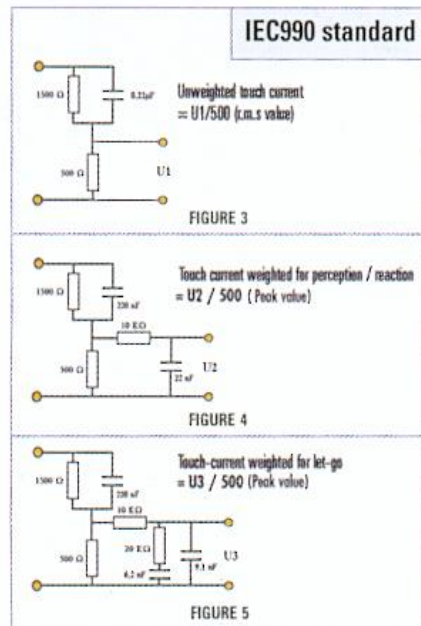 IEC990 standard
1500 Ω
0,22µF
Unweighted touch current
= U1/500 (r.m.s value)
500 Ω
U1
FIGURE 3
Touch current weighted for perception / reaction
= U2 / 500 ( Peak value)
1500 Ω
220 nF
10 KΩ
500 Ω
22 nF
U2
FIGURE 4
Touch-current weighted for let-go
= U3 / 500 (Peak value)
1500 Ω
220 nF
10 KΩ
500 Ω
20 KΩ
6,2 nF
9,1 nF
U3
FIGURE 5